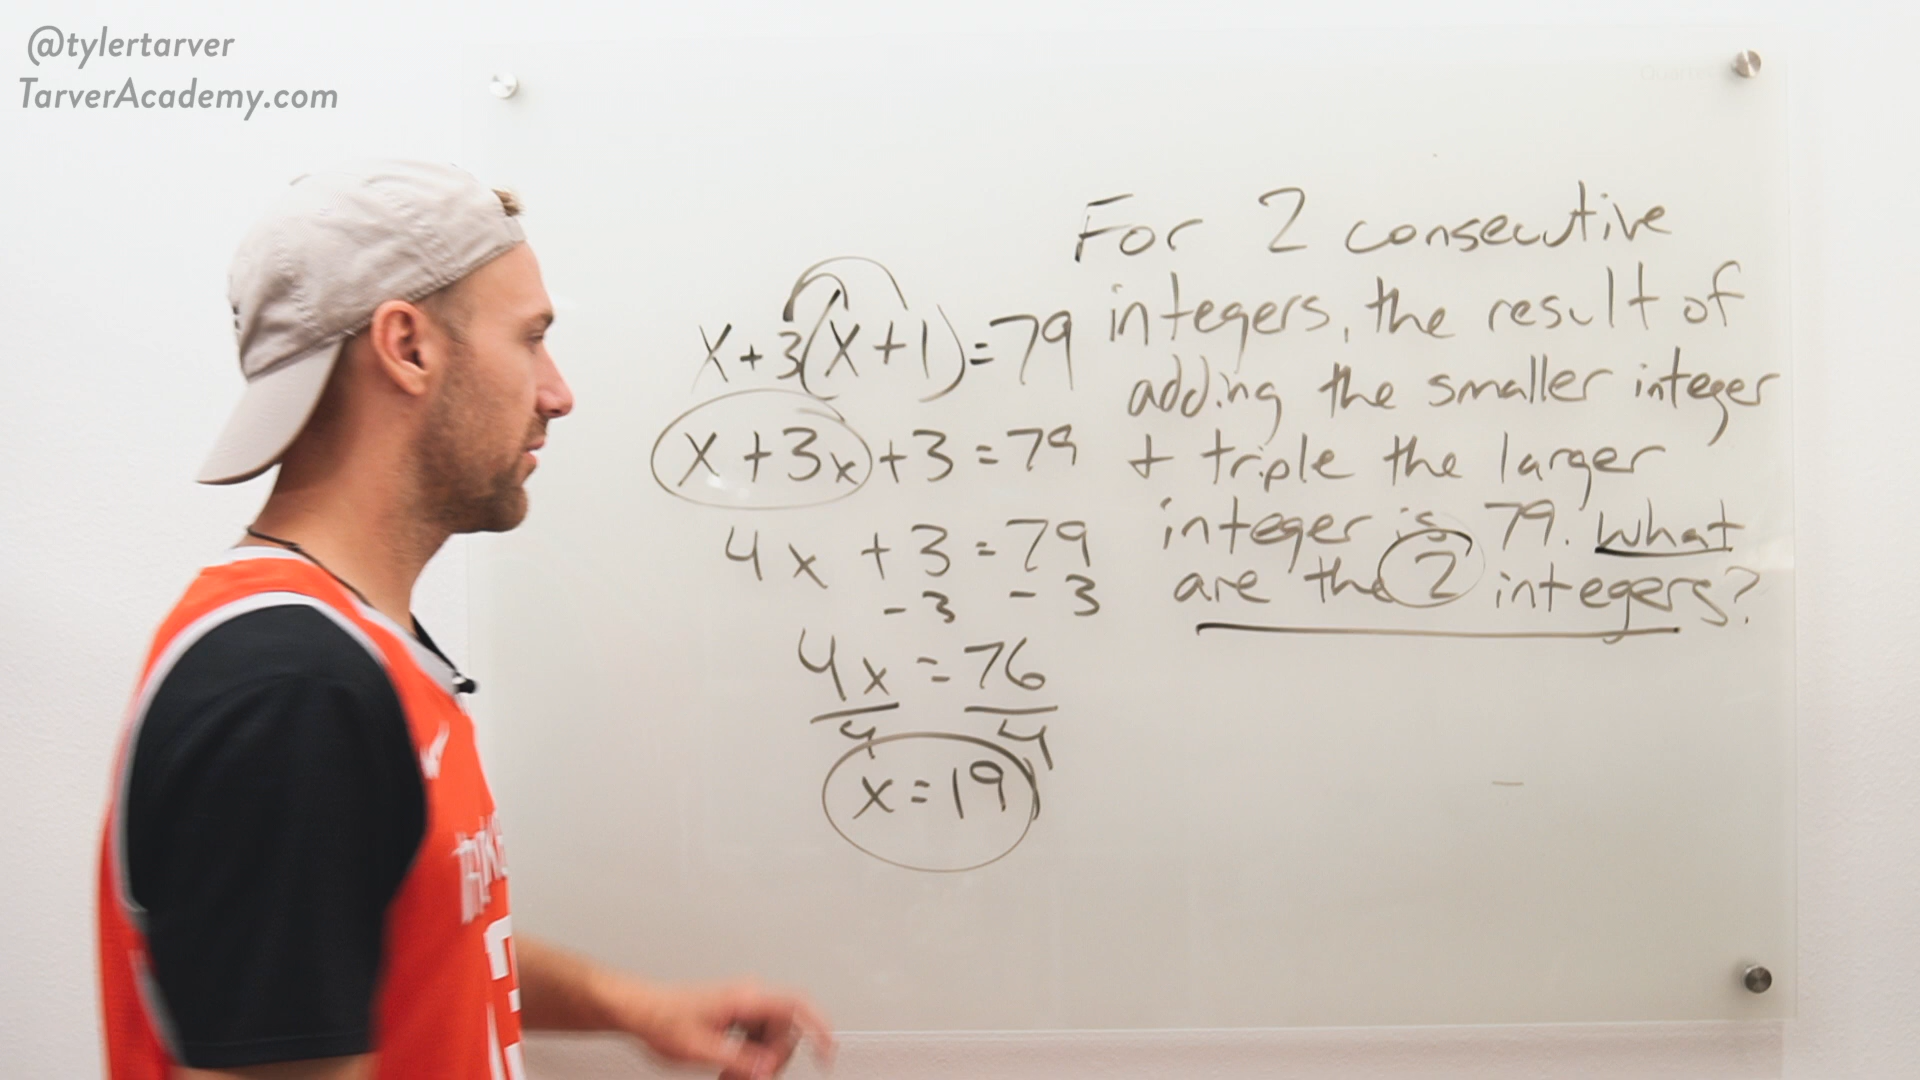 @tylertarver
TarverAcademy.com
For 2 consecutive
integers, the result of
adding the smaller integer
+ triple the larger
integer is 79. What
are the 2 integers?
x+3(x+1)=79
x+3x+3=79
4x+3=79
-3 -3
4x=76
4 4
x=19